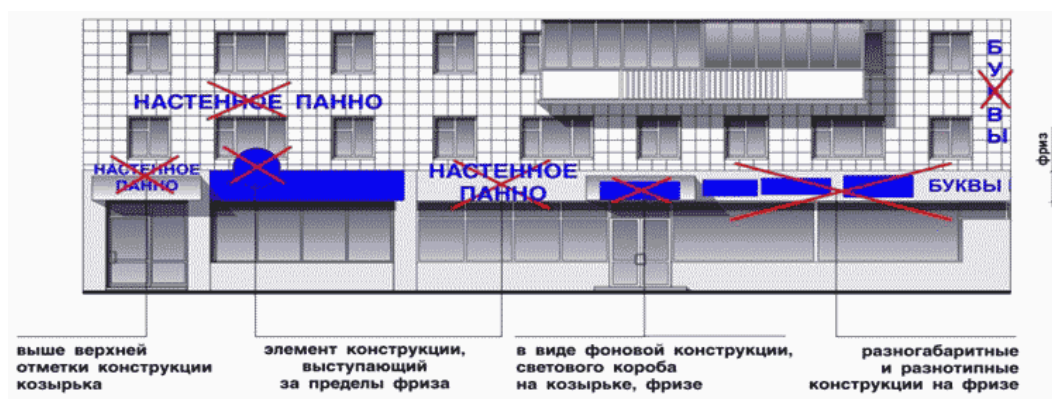 Б
У
К
В
Ы
НАСТЕННОЕ ПАННО
фриз
НАСТЕННОЕ
ПАННО
НАСТЕННОЕ
ПАННО
БУКВЫ
выше верхней
отметки конструкции
козырька
элемент конструкции,
выступающий
за пределы фриза
в виде фоновой конструкции,
светового короба
на козырьке, фризе
разногабаритные
и разнотипные
конструкции на фризе